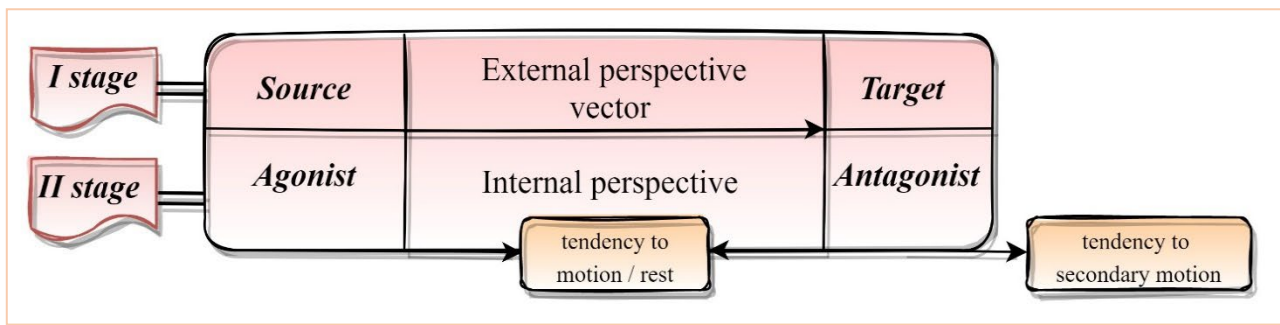 I stage
Source
External perspective
vector
Target
II stage
Agonist
Internal perspective
Antagonist
tendency to
motion / rest
tendency to
secondary motion